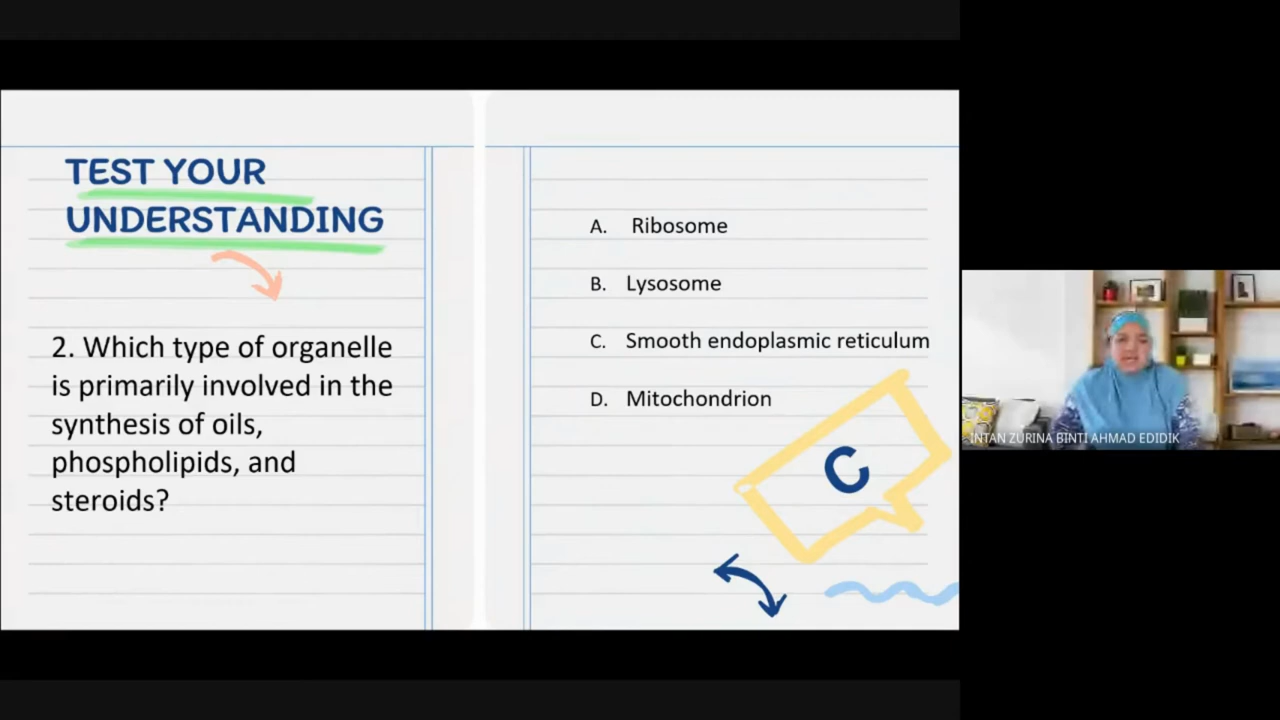 TEST YOUR
UNDERSTANDING
2. Which type of organelle
is primarily involved in the
synthesis of oils,
phospholipids, and
steroids?
A. Ribosome
B. Lysosome
C. Smooth endoplasmic reticulum
D. Mitochondrion
C
INTAN ZURINA BINTI AHMAD EDIDIK